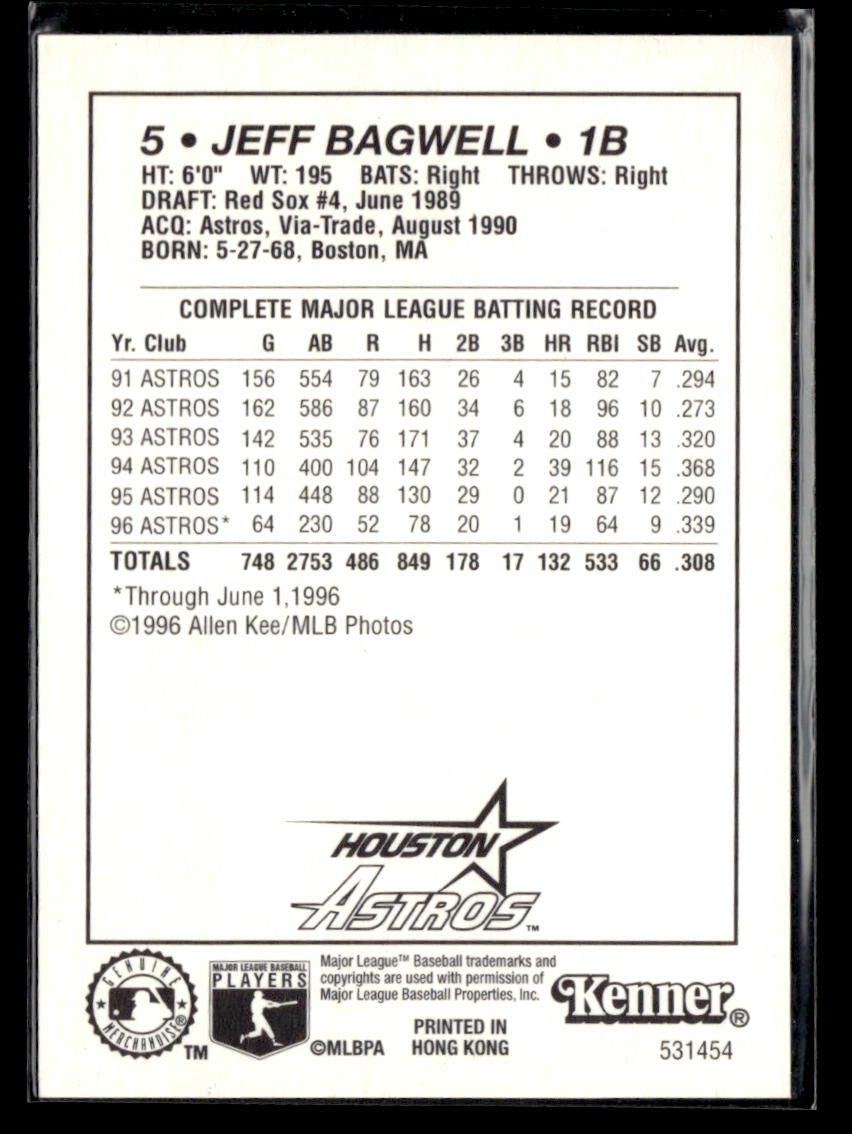 5 • JEFF BAGWELL • 1B
HT: 6'0" WT: 195 BATS: Right THROWS: Right
DRAFT: Red Sox #4, June 1989
ACQ: Astros, Via-Trade, August 1990
BORN: 5-27-68, Boston, MA
COMPLETE MAJOR LEAGUE BATTING RECORD
Yr. Club G AB R H 2B 3B HR RBI SB Avg.
91 ASTROS 156 554 79 163 26 4 15 82 7 .294
92 ASTROS 162 586 87 160 34 6 18 96 10 .273
93 ASTROS 142 535 76 171 37 4 20 88 13 .320
94 ASTROS 110 400 104 147 32 2 39 116 15 .368
95 ASTROS 114 448 88 130 29 0 21 87 12 .290
96 ASTROS* 64 230 52 78 20 1 19 64 9 .339
TOTALS 748 2753 486 849 178 17 132 533 66 .308
*Through June 1,1996
©1996 Allen Kee/MLB Photos
HOUSTON
ASTROS™
GENUINE
MERCHANDISE®
TM
MAJOR LEAGUE BASEBALL
PLAYERS
©MLBPA
Major League™ Baseball trademarks and
copyrights are used with permission of
Major League Baseball Properties, Inc.
PRINTED IN
HONG KONG
Kenner®
531454